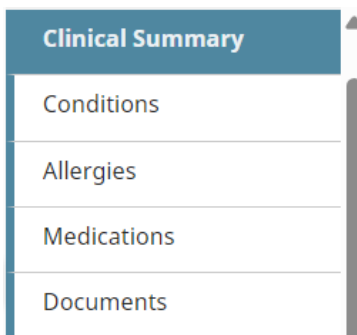 Clinical Summary
Conditions
Allergies
Medications
Documents